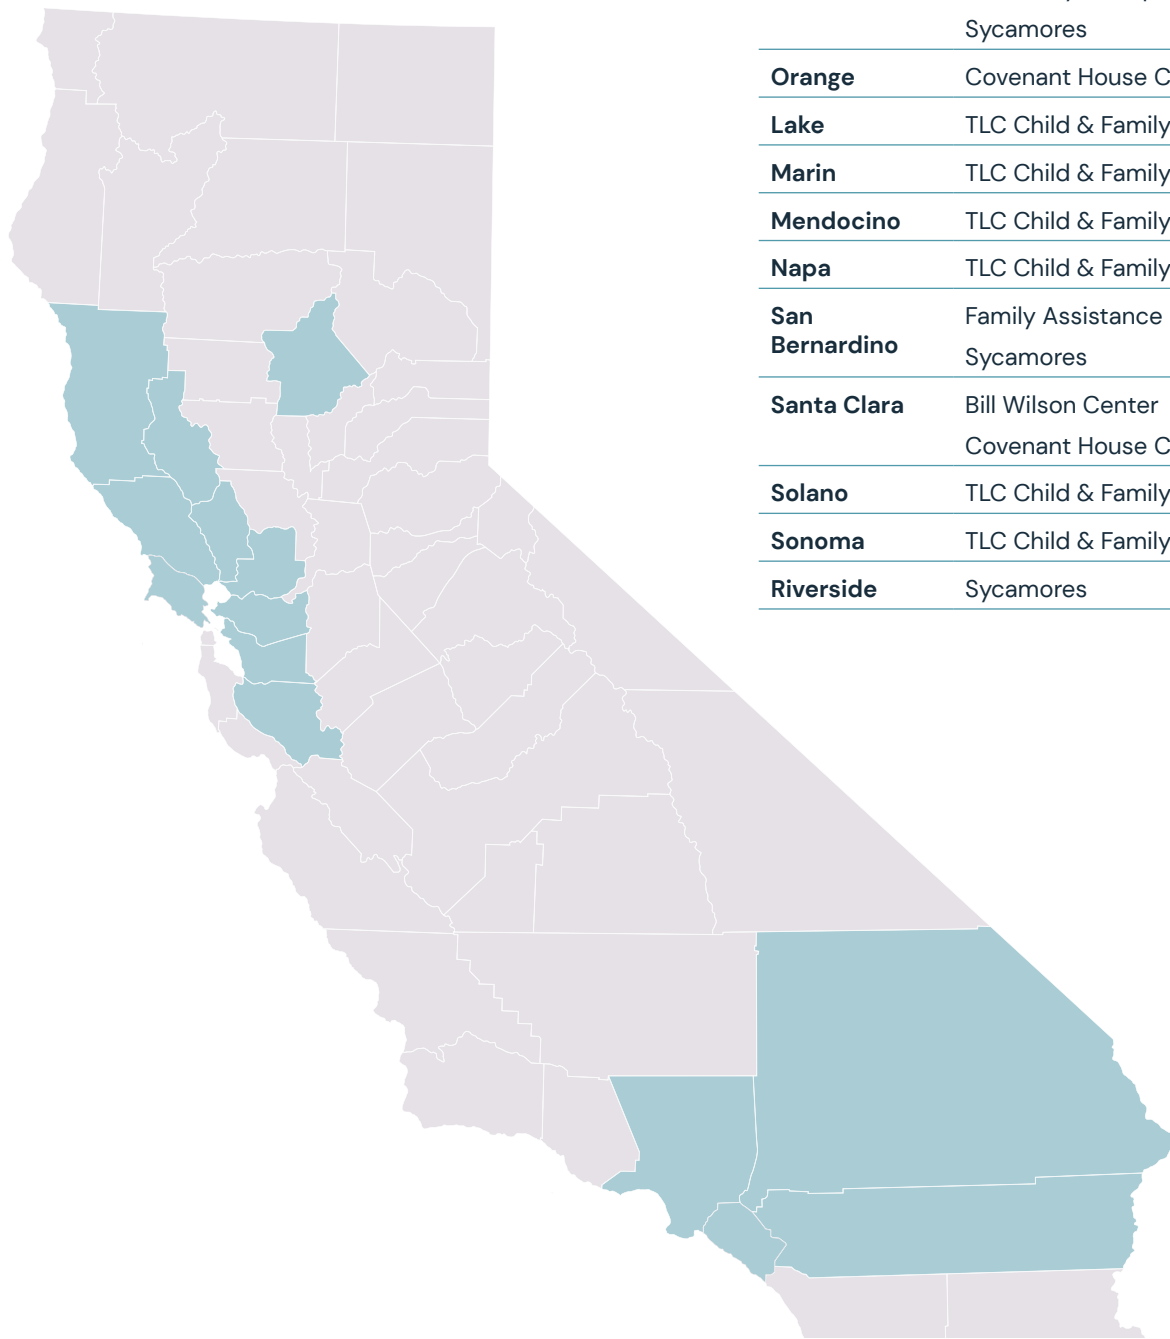 Sycamores
Orange Covenant House C
Lake TLC Child & Family
Marin TLC Child & Family
Mendocino TLC Child & Family
Napa TLC Child & Family
San Bernardino Family Assistance
Sycamores
Santa Clara Bill Wilson Center
Covenant House C
Solano TLC Child & Family
Sonoma TLC Child & Family
Riverside Sycamores